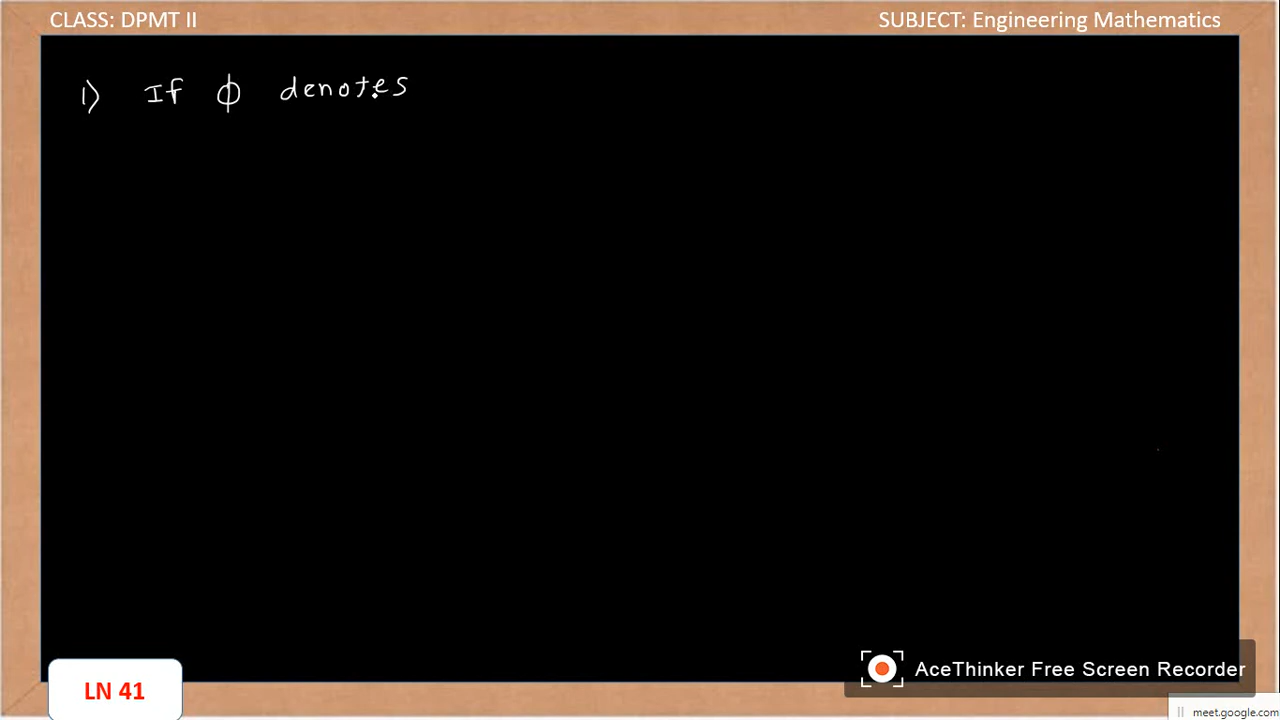 CLASS: DPMT II
SUBJECT: Engineering Mathematics
1) If ϕ denotes
AceThinker Free Screen Recorder
LN 41
meet.google.com